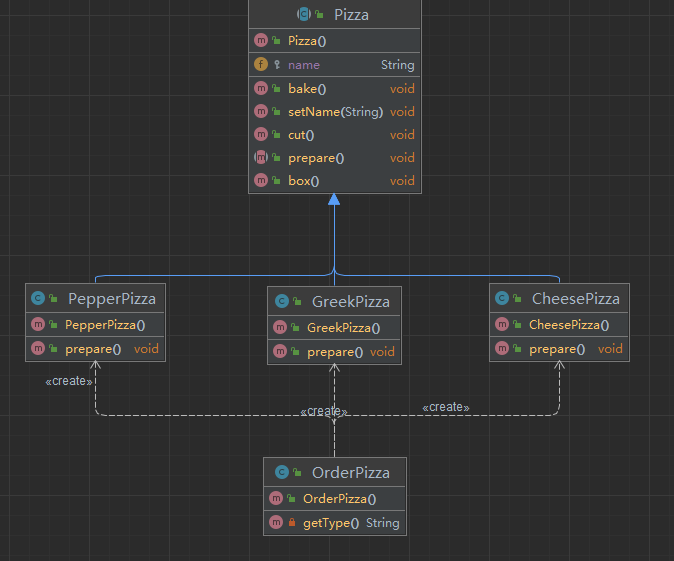 Pizza
Pizza()
name String
bake() void
setName(String) void
cut() void
prepare() void
box() void
PepperPizza
PepperPizza()
prepare() void
GreekPizza
GreekPizza()
prepare() void
CheesePizza
CheesePizza()
prepare() void
«create»
«create»
«create»
OrderPizza
OrderPizza()
getType() String